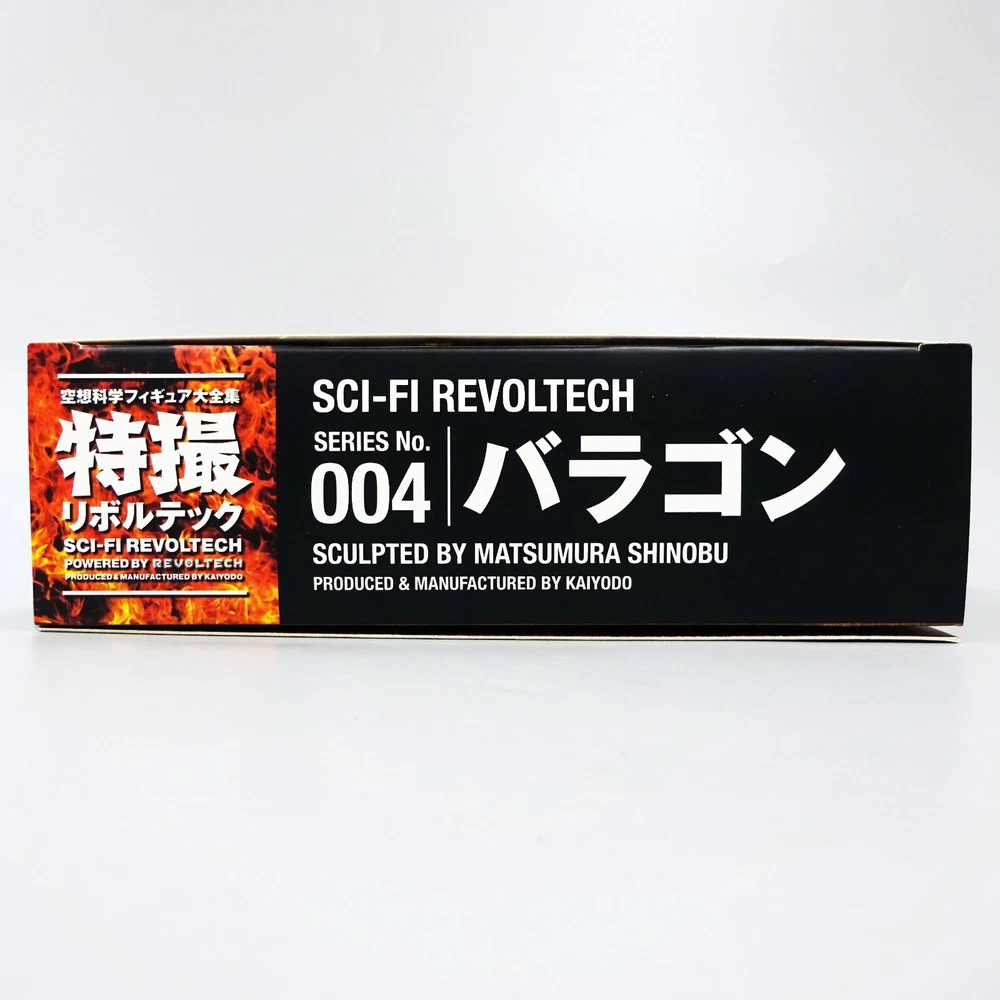 空想科学フィギュア大全集
特撮
リボルテック
SCI-FI REVOLTECH
POWERED BY REVOLTECH
PRODUCED & MANUFACTURED BY KAIYODO
SCI-FI REVOLTECH
SERIES No.
004
バラゴン
SCULPTED BY MATSUMURA SHINOBU
PRODUCED & MANUFACTURED BY KAIYODO